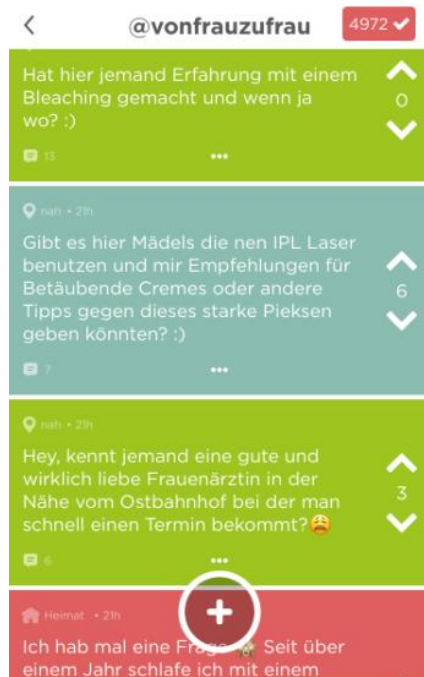 @vonfrauzufrau
4972
Hat hier jemand Erfahrung mit einem
Bleaching gemacht und wenn ja
wo? :)
0
13
nah • 21h
Gibt es hier Mädels die nen IPL Laser
benutzen und mir Empfehlungen für
Betäubende Cremes oder andere
Tipps gegen dieses starke Pieksen
geben könnten? :)
6
7
nah • 21h
Hey, kennt jemand eine gute und
wirklich liebe Frauenärztin in der
Nähe vom Ostbahnhof bei der man
schnell einen Termin bekommt?😩
3
6
Heimat • 21h
Ich hab mal eine Frage 🙈 Seit über
einem Jahr schlafe ich mit einem